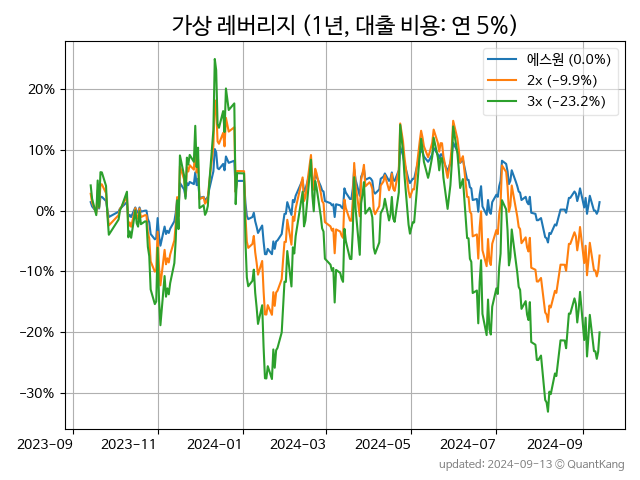 가상 레버리지 (1년, 대출 비용: 연 5%)
에스원 (0.0%)
2x (−9.9%)
3x (−23.2%)
20%
10%
0%
−10%
−20%
−30%
2023-09 2023-11 2024-01 2024-03 2024-05 2024-07 2024-09
updated: 2024-09-13 © QuantKang